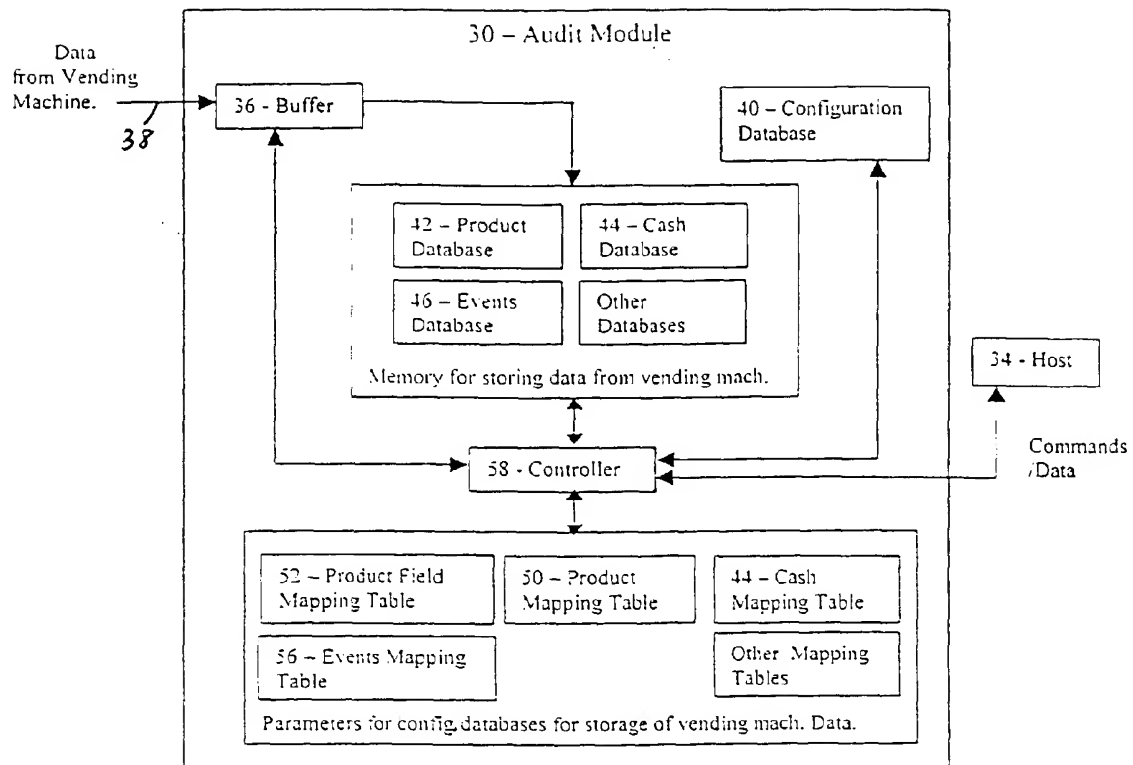 30 – Audit Module
Data
from Vending
Machine.
38
36 - Buffer
40 – Configuration
Database
42 – Product
Database
44 – Cash
Database
46 – Events
Database
Other
Databases
Memory for storing data from vending mach.
34 - Host
Commands
/Data
58 - Controller
52 – Product Field
Mapping Table
50 – Product
Mapping Table
44 – Cash
Mapping Table
56 – Events Mapping
Table
Other Mapping
Tables
Parameters for config. databases for storage of vending mach. Data.